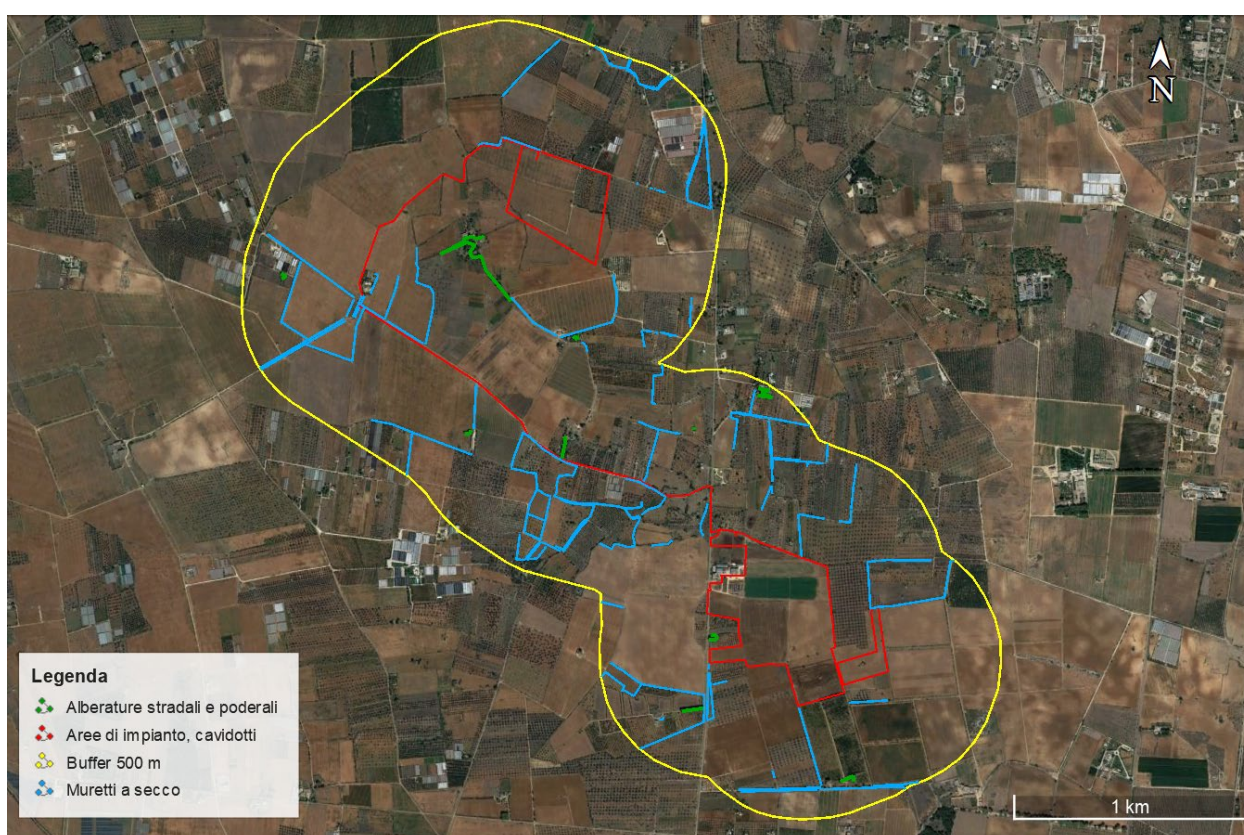 N
Legenda
Alberature stradali e poderali
Aree di impianto, cavidotti
Buffer 500 m
Muretti a secco
1 km